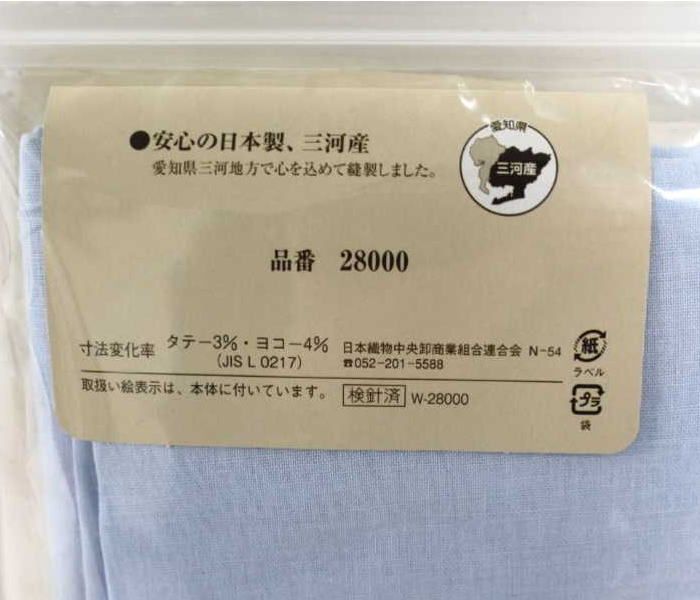 ●安心の日本製、三河産
愛知県三河地方で心を込めて縫製しました。
愛知県
三河産
品番 28000
寸法変化率 タテ－3%・ヨコ－4%
（JIS L 0217）
日本織物中央卸商業組合連合会 N-54
☎052-201-5588
取扱い絵表示は、本体に付いています。 検針済 W-28000
紙
ラベル
プラ
袋